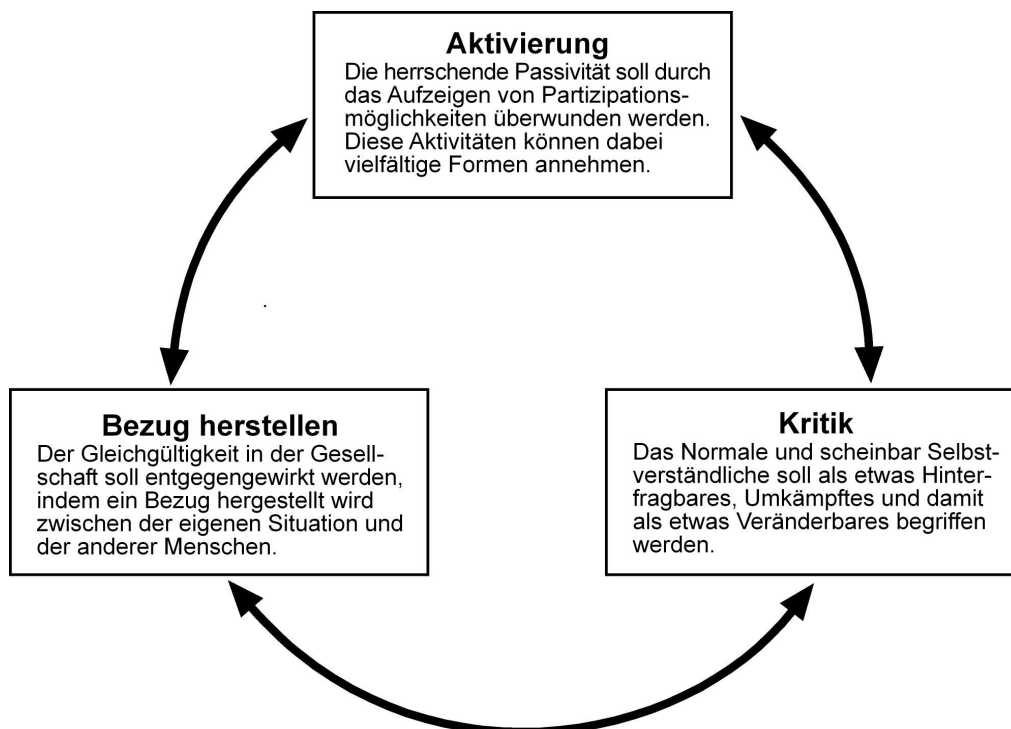 Aktivierung
Die herrschende Passivität soll durch
das Aufzeigen von Partizipations-
möglichkeiten überwunden werden.
Diese Aktivitäten können dabei
vielfältige Formen annehmen.
Bezug herstellen
Der Gleichgültigkeit in der Gesell-
schaft soll entgegengewirkt werden,
indem ein Bezug hergestellt wird
zwischen der eigenen Situation und
der anderer Menschen.
Kritik
Das Normale und scheinbar Selbst-
verständliche soll als etwas Hinter-
fragbares, Umkämpftes und damit
als etwas Veränderbares begriffen
werden.